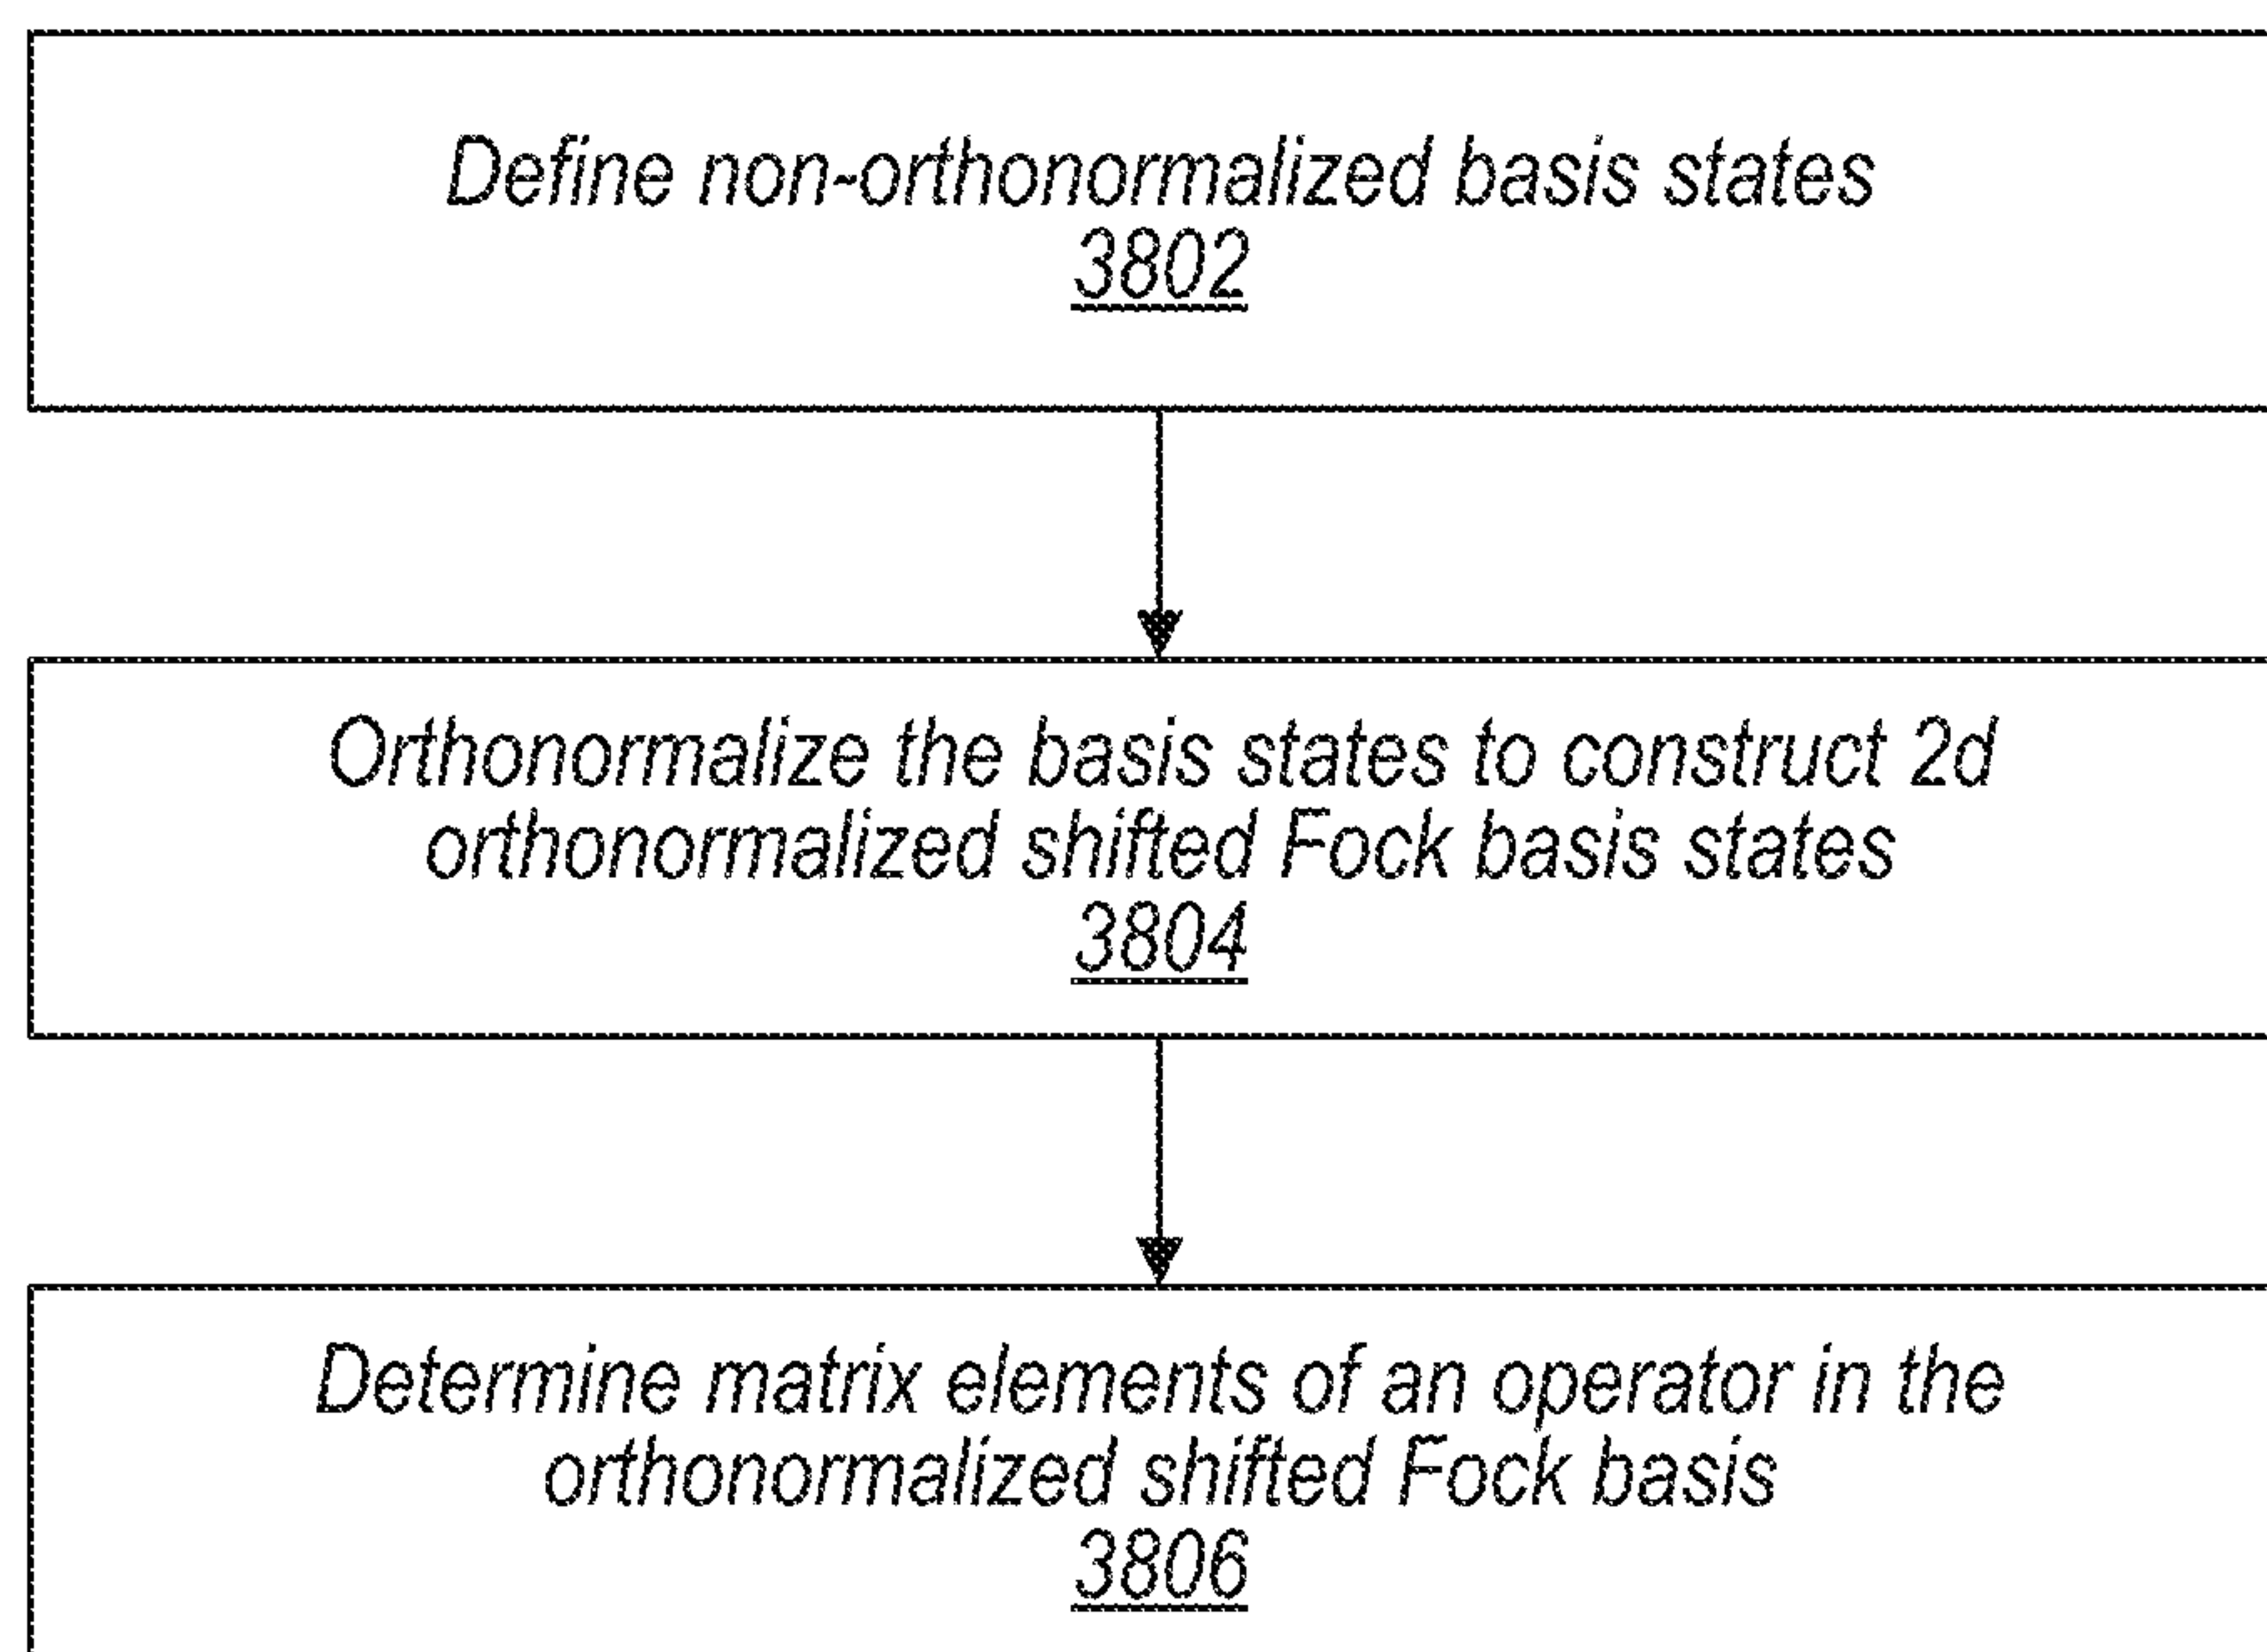 Define non-orthonormalized basis states
3802
Orthonormalize the basis states to construct 2d
orthonormalized shifted Fock basis states
3804
Determine matrix elements of an operator in the
orthonormalized shifted Fock basis
3806